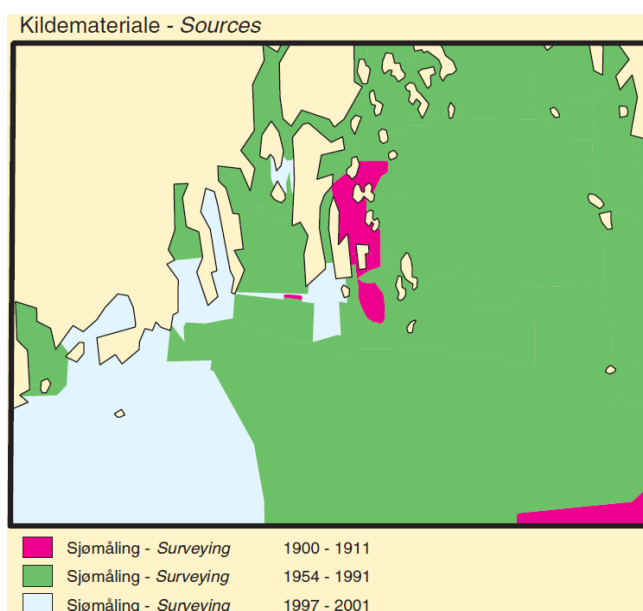 Kildemateriale - Sources
Sjømåling - Surveying 1900 - 1911
Sjømåling - Surveying 1954 - 1991
Sjømåling - Surveying 1997 - 2001